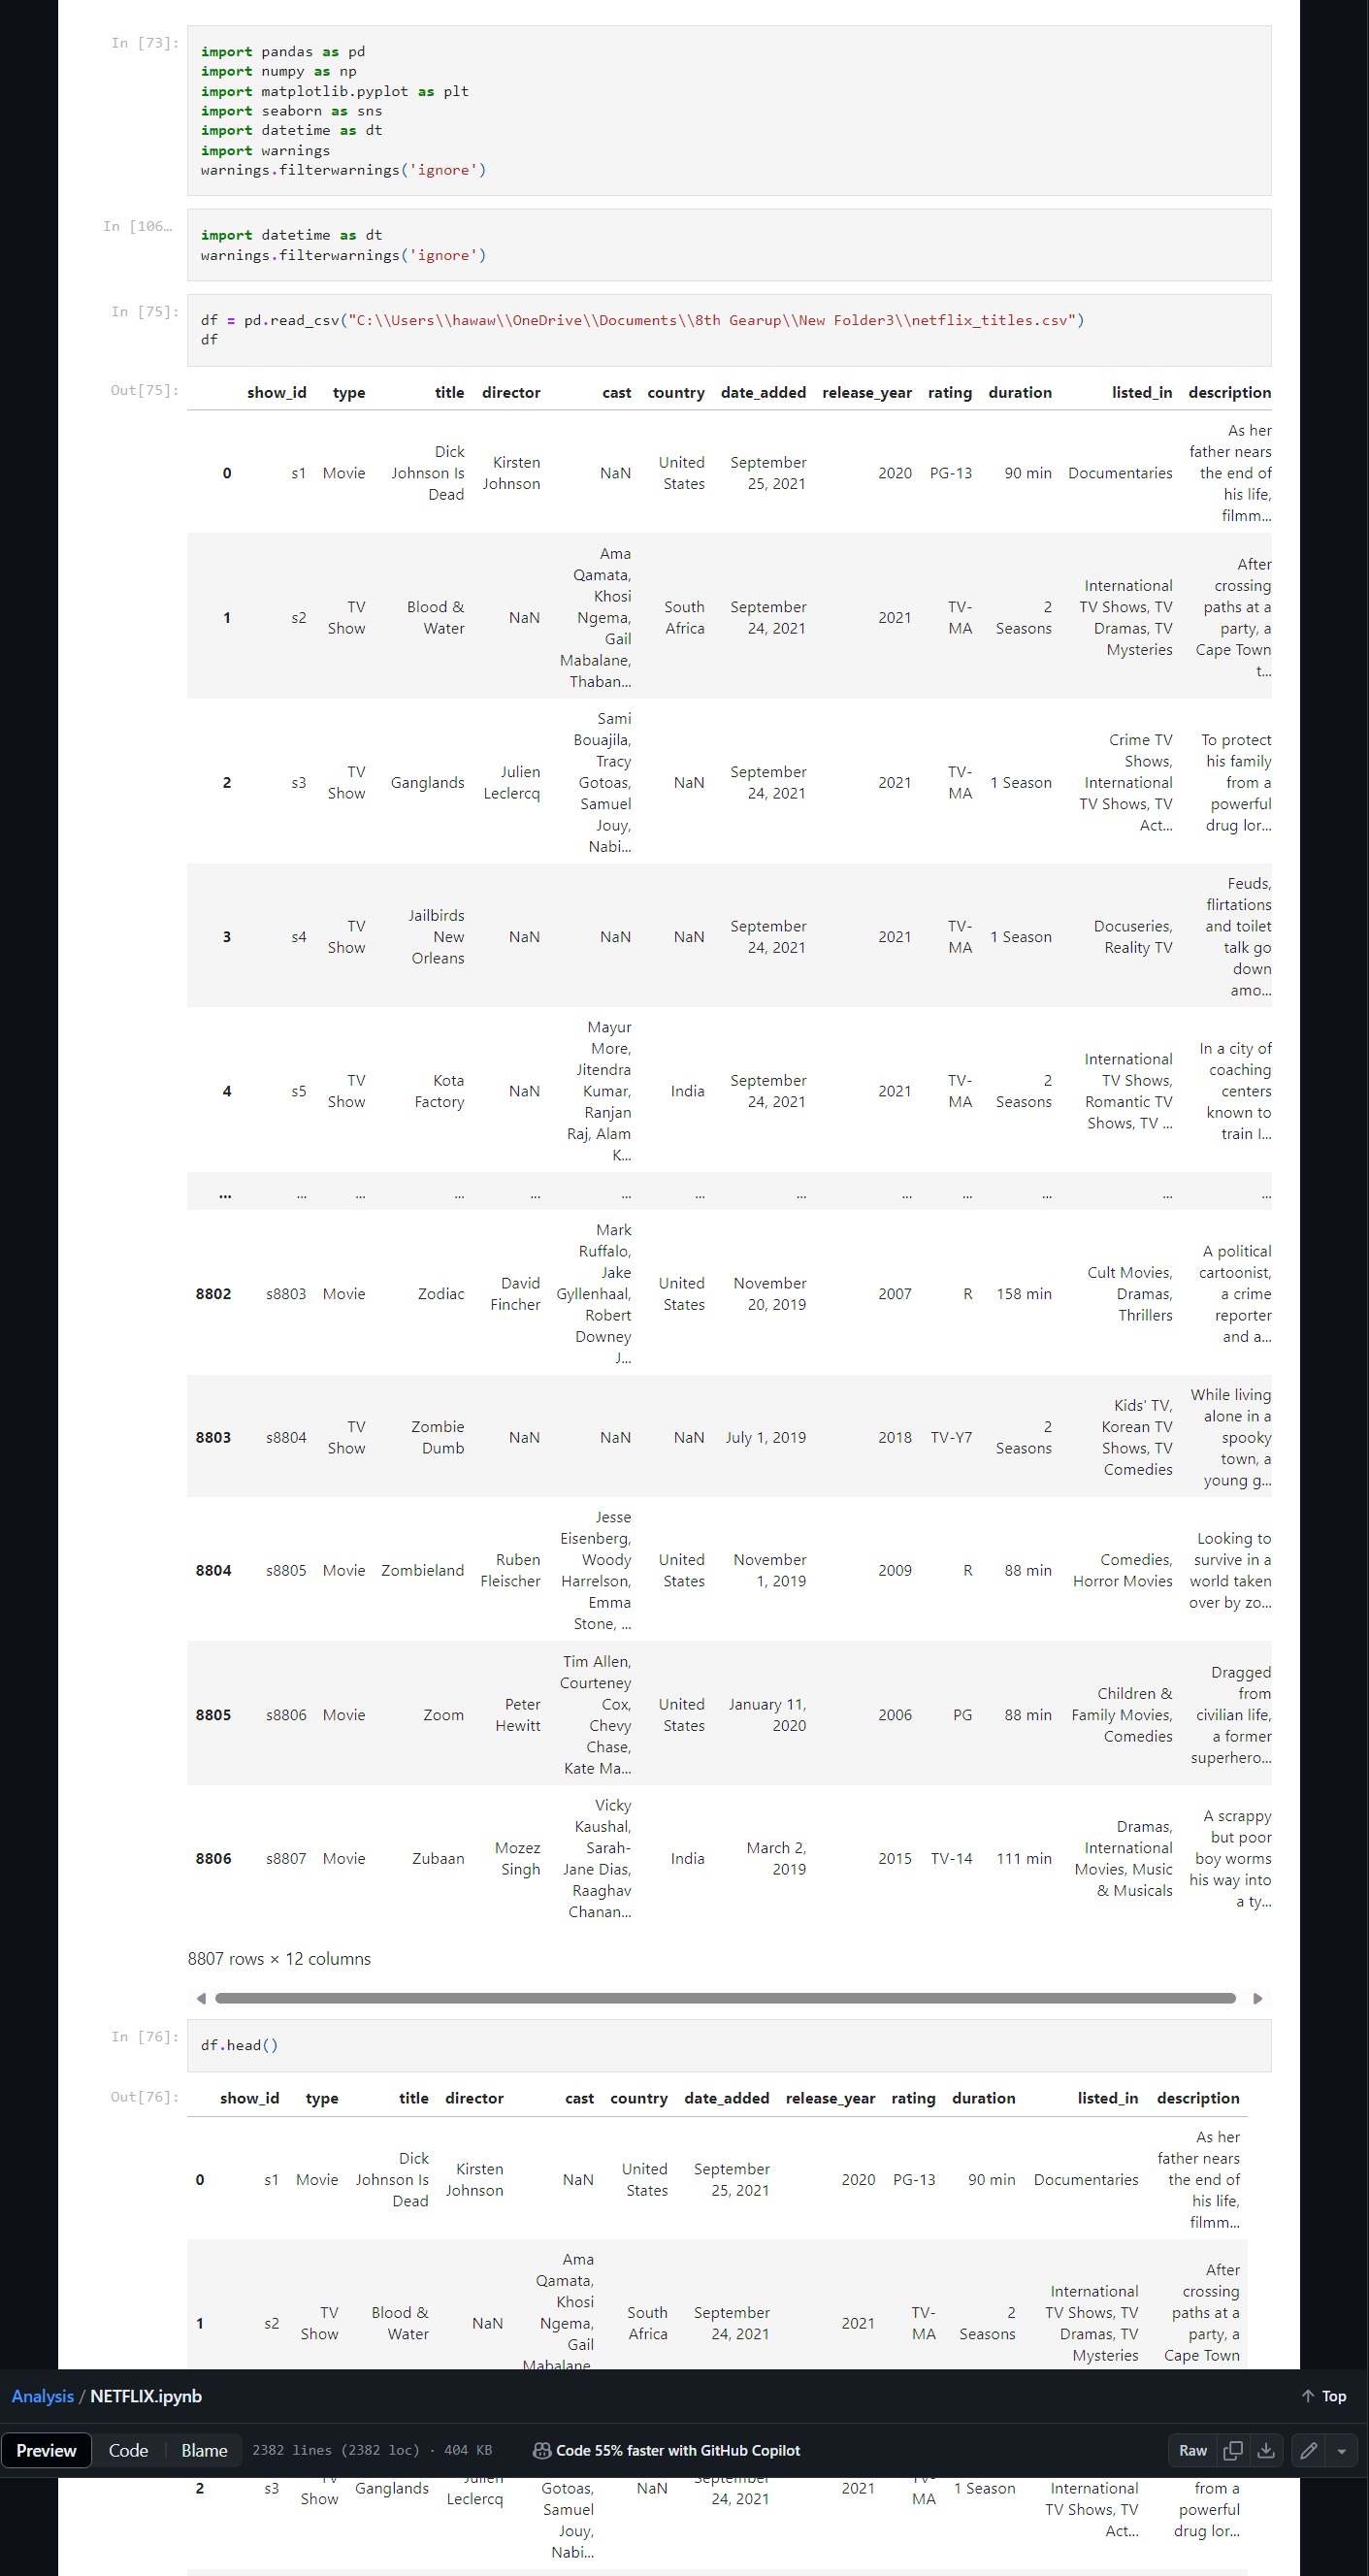 In [73]:
import pandas as pd
import numpy as np
import matplotlib.pyplot as plt
import seaborn as sns
import datetime as dt
import warnings
warnings.filterwarnings('ignore')
In [106…
import datetime as dt
warnings.filterwarnings('ignore')
In [75]:
df = pd.read_csv("C:\\Users\\hawaw\\OneDrive\\Documents\\8th Gearup\\New Folder3\\netflix_titles.csv")
df
Out[75]:
show_id type title director cast country date_added release_year rating duration listed_in description
0 s1 Movie Dick Johnson Is Dead Kirsten Johnson NaN United States September 25, 2021 2020 PG-13 90 min Documentaries As her father nears the end of his life, filmm...
1 s2 TV Show Blood & Water NaN Ama Qamata, Khosi Ngema, Gail Mabalane, Thaban... South Africa September 24, 2021 2021 TV-MA 2 Seasons International TV Shows, TV Dramas, TV Mysteries After crossing paths at a party, a Cape Town t...
2 s3 TV Show Ganglands Julien Leclercq Sami Bouajila, Tracy Gotoas, Samuel Jouy, Nabi... NaN September 24, 2021 2021 TV-MA 1 Season Crime TV Shows, International TV Shows, TV Act... To protect his family from a powerful drug lor...
3 s4 TV Show Jailbirds New Orleans NaN NaN NaN September 24, 2021 2021 TV-MA 1 Season Docuseries, Reality TV Feuds, flirtations and toilet talk go down amo...
4 s5 TV Show Kota Factory NaN Mayur More, Jitendra Kumar, Ranjan Raj, Alam K... India September 24, 2021 2021 TV-MA 2 Seasons International TV Shows, Romantic TV Shows, TV ... In a city of coaching centers known to train I...
... ... ... ... ... ... ... ... ... ... ... ... ...
8802 s8803 Movie Zodiac David Fincher Mark Ruffalo, Jake Gyllenhaal, Robert Downey J... United States November 20, 2019 2007 R 158 min Cult Movies, Dramas, Thrillers A political cartoonist, a crime reporter and a...
8803 s8804 TV Show Zombie Dumb NaN NaN NaN July 1, 2019 2018 TV-Y7 2 Seasons Kids' TV, Korean TV Shows, TV Comedies While living alone in a spooky town, a young g...
8804 s8805 Movie Zombieland Ruben Fleischer Jesse Eisenberg, Woody Harrelson, Emma Stone, ... United States November 1, 2019 2009 R 88 min Comedies, Horror Movies Looking to survive in a world taken over by zo...
8805 s8806 Movie Zoom Peter Hewitt Tim Allen, Courteney Cox, Chevy Chase, Kate Ma... United States January 11, 2020 2006 PG 88 min Children & Family Movies, Comedies Dragged from civilian life, a former superhero...
8806 s8807 Movie Zubaan Mozez Singh Vicky Kaushal, Sarah-Jane Dias, Raaghav Chanan... India March 2, 2019 2015 TV-14 111 min Dramas, International Movies, Music & Musicals A scrappy but poor boy worms his way into a ty...
8807 rows × 12 columns
In [76]:
df.head()
Out[76]:
show_id type title director cast country date_added release_year rating duration listed_in description
0 s1 Movie Dick Johnson Is Dead Kirsten Johnson NaN United States September 25, 2021 2020 PG-13 90 min Documentaries As her father nears the end of his life, filmm...
1 s2 TV Show Blood & Water NaN Ama Qamata, Khosi Ngema, Gail Mabalane, South Africa September 24, 2021 2021 TV-MA 2 Seasons International TV Shows, TV Dramas, TV Mysteries After crossing paths at a party, a Cape Town
Analysis / NETFLIX.ipynb Top
Preview Code Blame 2382 lines (2382 loc) · 404 KB Code 55% faster with GitHub Copilot Raw
2 s3 TV Show Ganglands Julien Leclercq Gotoas, Samuel Jouy, Nabi... NaN September 24, 2021 2021 TV-MA 1 Season International TV Shows, TV Act... from a powerful drug lor...